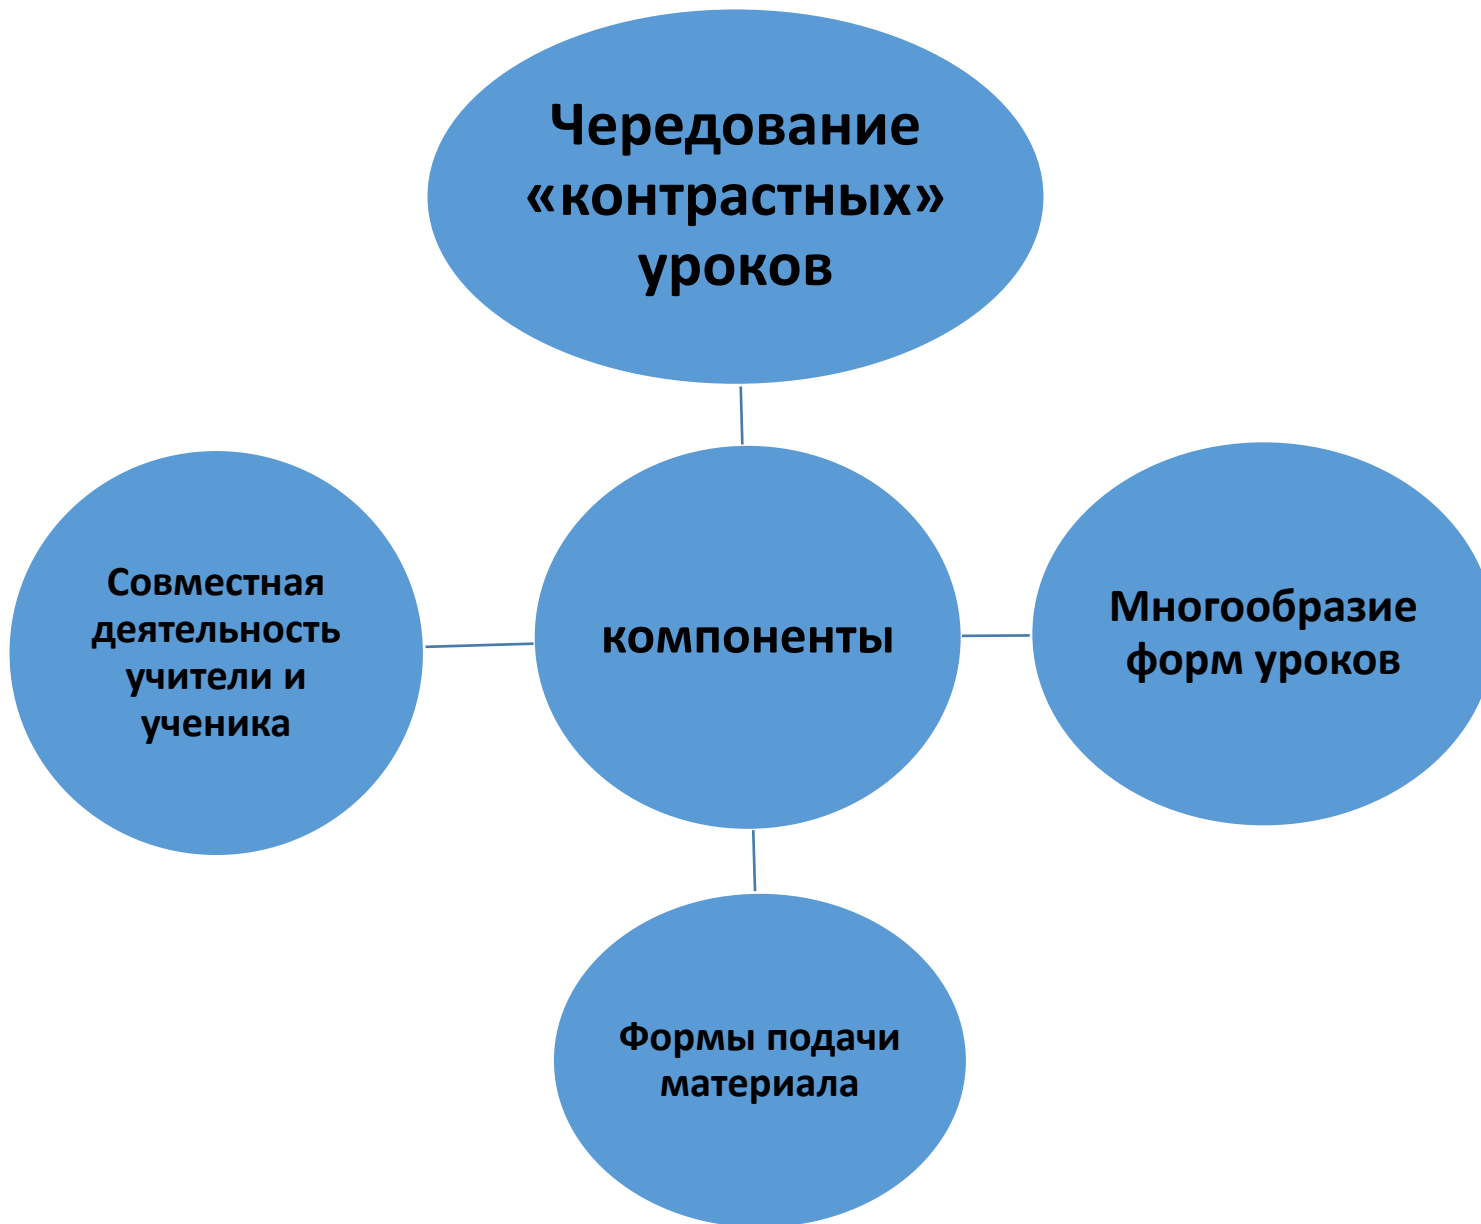 Чередование
«контрастных»
уроков
Совместная
деятельность
учители и
ученика
компоненты
Многообразие
форм уроков
Формы подачи
материала